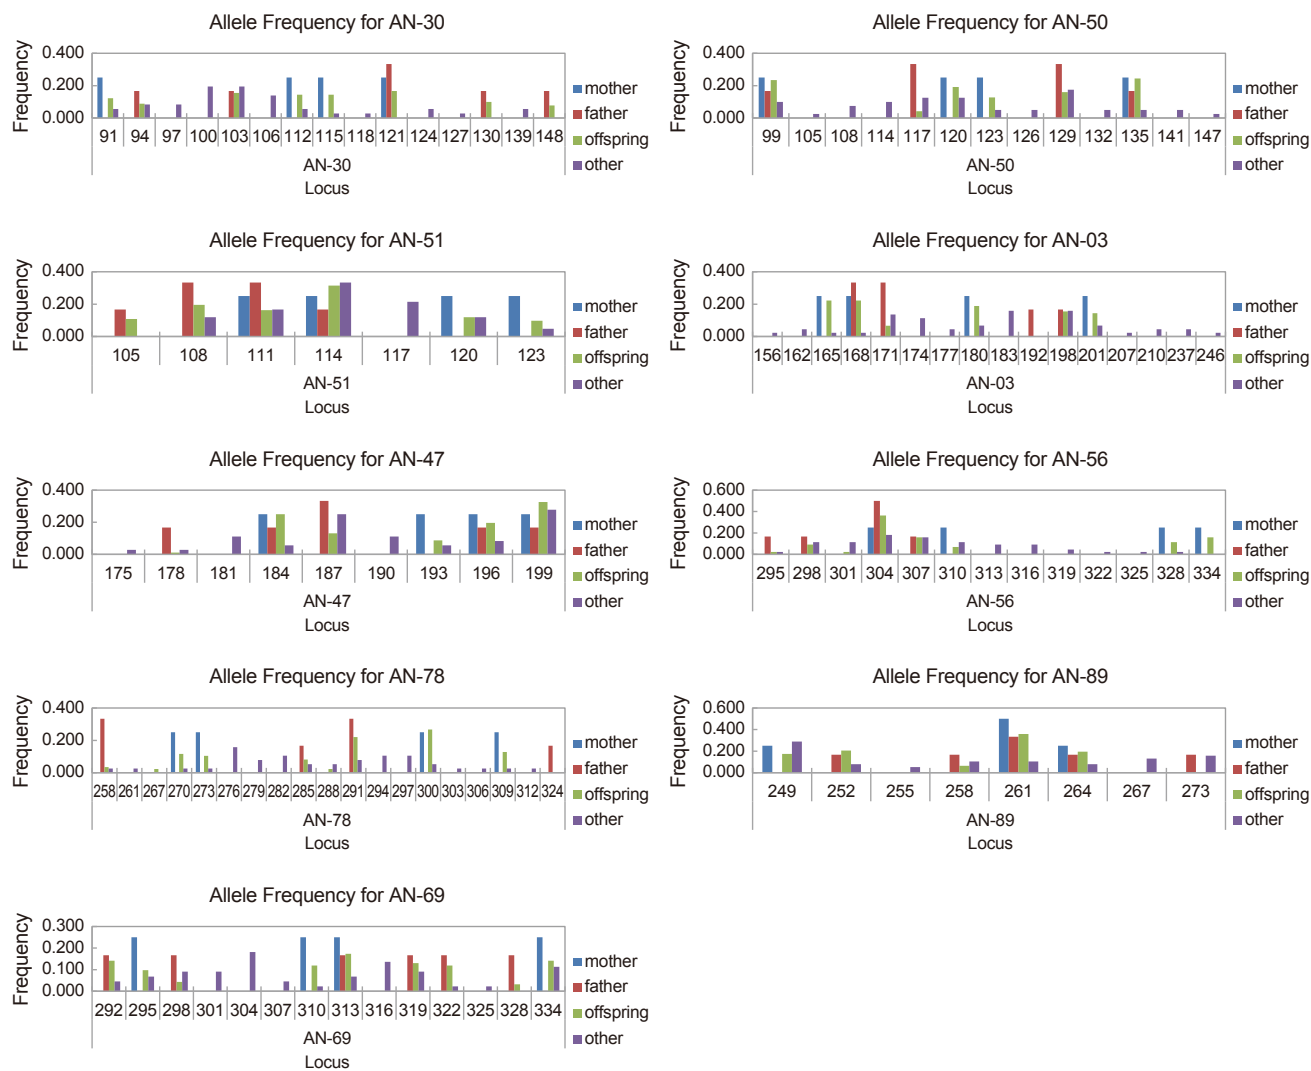 Allele Frequency for AN-30
Frequency
0.400
0.200
0.000
91 94 97 100 103 106 112 115 118 121 124 127 130 139 148
AN-30
Locus
mother
father
offspring
other
Allele Frequency for AN-50
Frequency
0.400
0.200
0.000
99 105 108 114 117 120 123 126 129 132 135 141 147
AN-50
Locus
mother
father
offspring
other
Allele Frequency for AN-51
Frequency
0.400
0.200
0.000
105 108 111 114 117 120 123
AN-51
Locus
mother
father
offspring
other
Allele Frequency for AN-03
Frequency
0.400
0.200
0.000
156 162 165 168 171 174 177 180 183 192 198 201 207 210 237 246
AN-03
Locus
mother
father
offspring
other
Allele Frequency for AN-47
Frequency
0.400
0.200
0.000
175 178 181 184 187 190 193 196 199
AN-47
Locus
mother
father
offspring
other
Allele Frequency for AN-56
Frequency
0.600
0.400
0.200
0.000
295 298 301 304 307 310 313 316 319 322 325 328 334
AN-56
Locus
mother
father
offspring
other
Allele Frequency for AN-78
Frequency
0.400
0.200
0.000
258 261 267 270 273 276 279 282 285 288 291 294 297 300 303 306 309 312 324
AN-78
Locus
mother
father
offspring
other
Allele Frequency for AN-89
Frequency
0.600
0.400
0.200
0.000
249 252 255 258 261 264 267 273
AN-89
Locus
mother
father
offspring
other
Allele Frequency for AN-69
Frequency
0.300
0.200
0.100
0.000
292 295 298 301 304 307 310 313 316 319 322 325 328 334
AN-69
Locus
mother
father
offspring
other